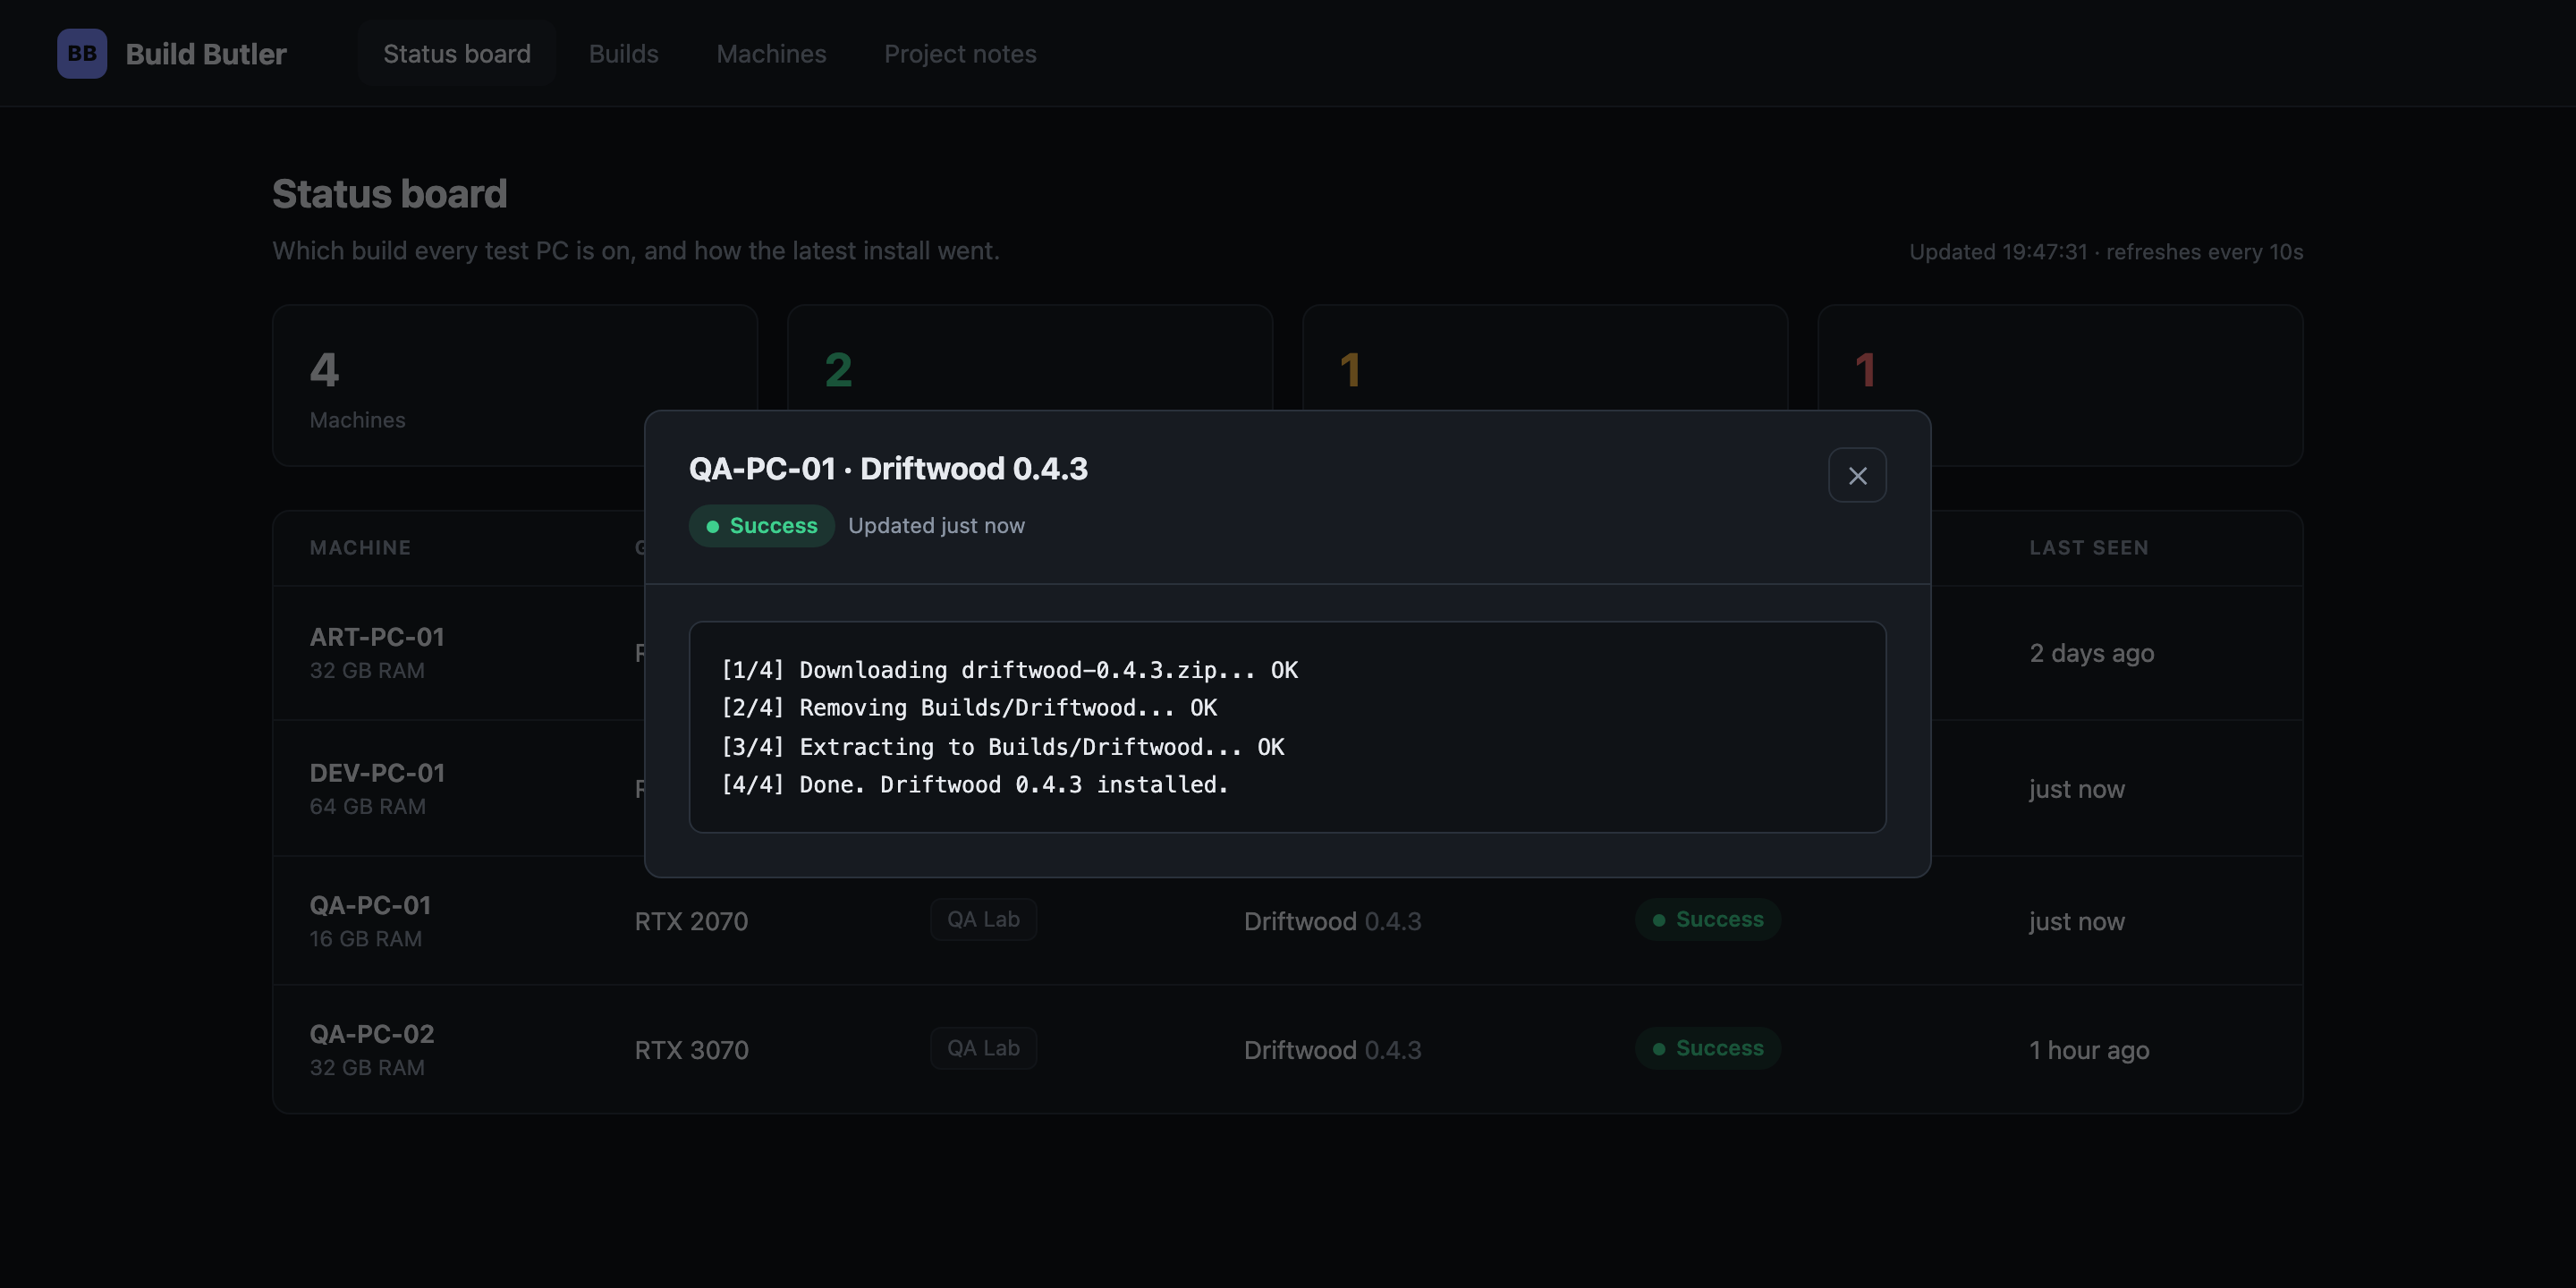 BB Build Butler Status board Builds Machines Project notes
Status board
Which build every test PC is on, and how the latest install went.
Updated 19:47:31 · refreshes every 10s
4 2 1 1
Machines
QA-PC-01 · Driftwood 0.4.3
Success Updated just now
MACHINE LAST SEEN
[1/4] Downloading driftwood-0.4.3.zip... OK
[2/4] Removing Builds/Driftwood... OK
[3/4] Extracting to Builds/Driftwood... OK
[4/4] Done. Driftwood 0.4.3 installed.
ART-PC-01
32 GB RAM
2 days ago
DEV-PC-01
64 GB RAM
just now
QA-PC-01
16 GB RAM
RTX 2070 QA Lab Driftwood 0.4.3 Success just now
QA-PC-02
32 GB RAM
RTX 3070 QA Lab Driftwood 0.4.3 Success 1 hour ago